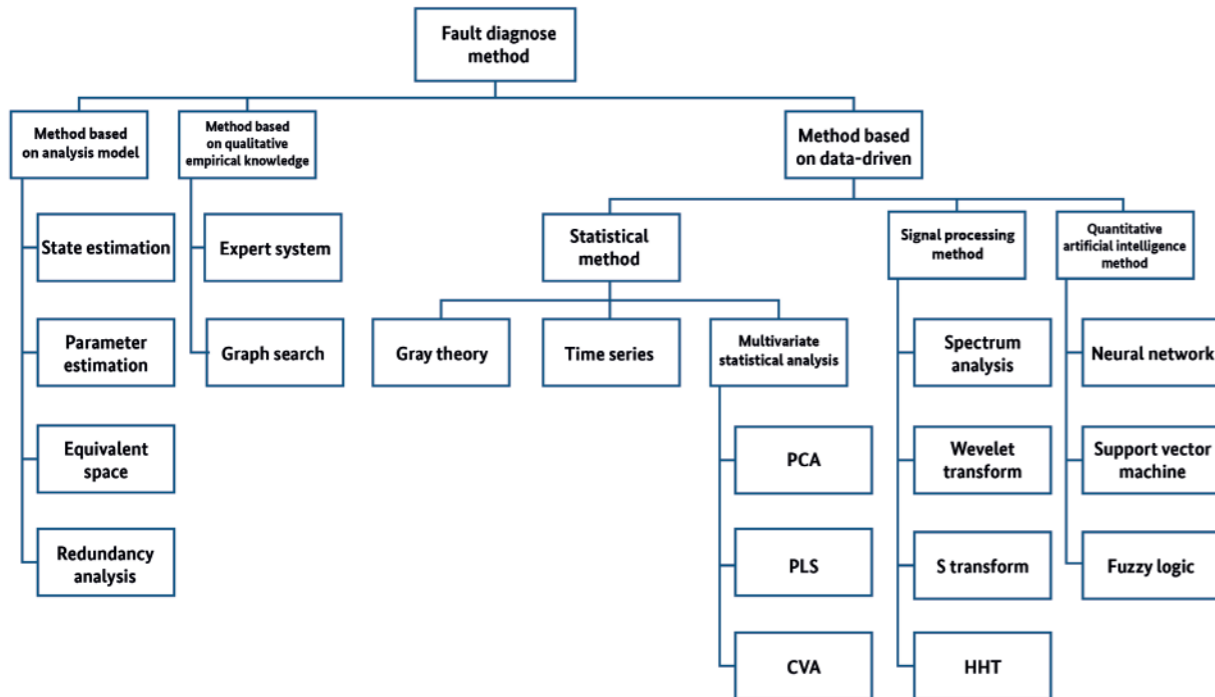 Fault diagnose
method
Method based
on analysis model
Method based
on qualitative
empirical knowledge
Method based
on data-driven
State estimation
Parameter
estimation
Equivalent
space
Redundancy
analysis
Expert system
Graph search
Statistical
method
Signal processing
method
Quantitative
artificial intelligence
method
Gray theory
Time series
Multivariate
statistical analysis
PCA
PLS
CVA
Spectrum
analysis
Wevelet
transform
S transform
HHT
Neural network
Support vector
machine
Fuzzy logic